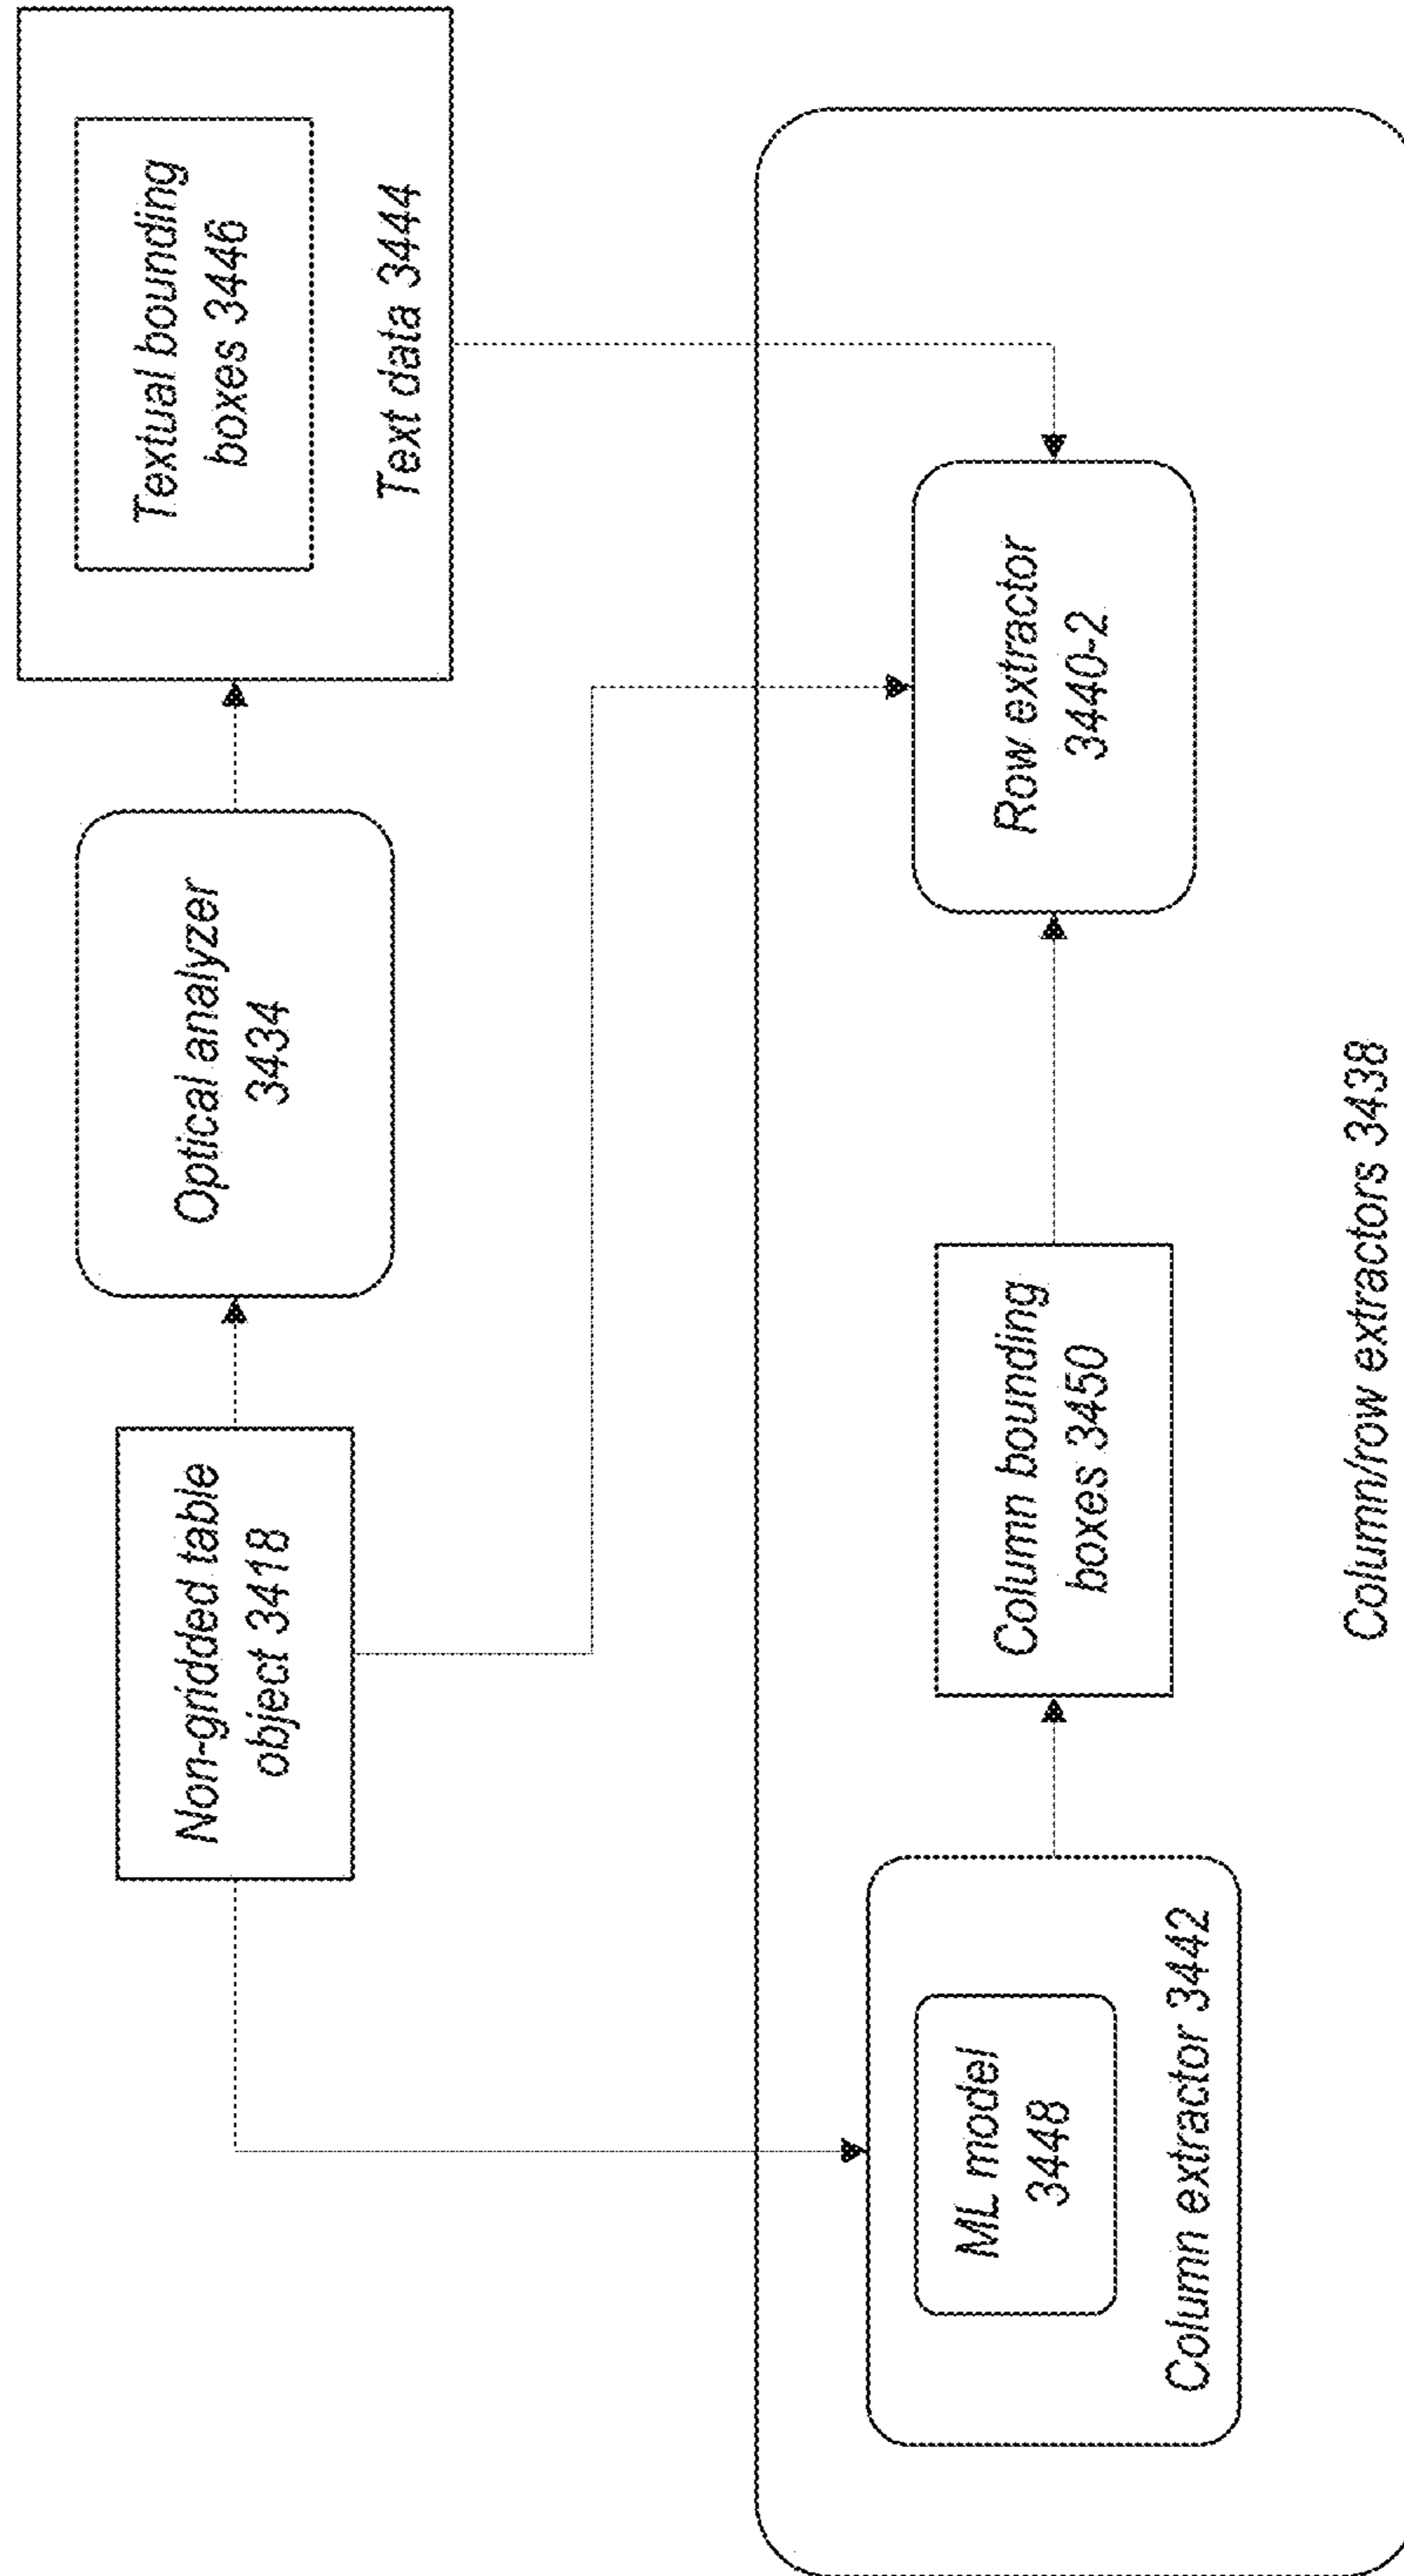 Non-gridded table
object 3418
Optical analyzer
3434
Textual bounding
boxes 3446
Text data 3444
ML model
3448
Column extractor 3442
Column bounding
boxes 3450
Row extractor
3440-2
Column/row extractors 3438